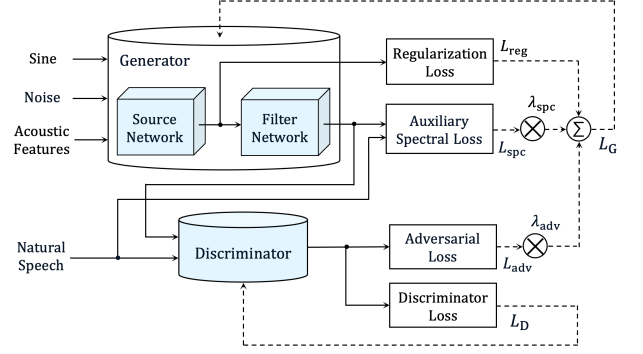 Sine
Noise
Acoustic
Features
Generator
Source
Network
Filter
Network
Regularization
Loss
L_reg
Auxiliary
Spectral Loss
L_spc
λ_spc
Σ
L_G
Natural
Speech
Discriminator
Adversarial
Loss
L_adv
λ_adv
Discriminator
Loss
L_D